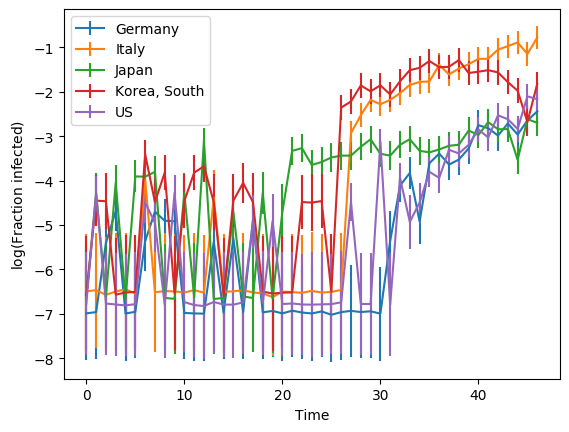 Germany
Italy
Japan
Korea, South
US
−1
−2
−3
−4
−5
−6
−7
−8
log(Fraction infected)
0
10
20
30
40
Time